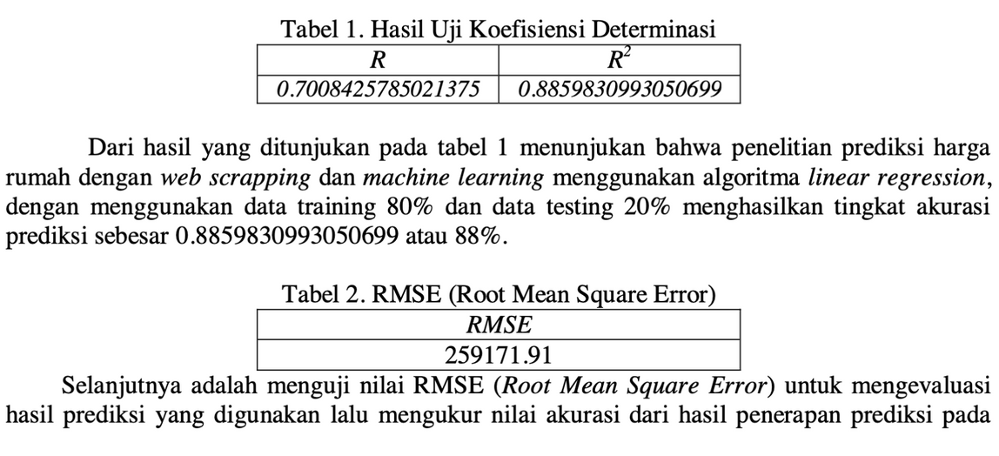 Tabel 1. Hasil Uji Koefisiensi Determinasi
R R²
0.7008425785021375 0.8859830993050699
Dari hasil yang ditunjukan pada tabel 1 menunjukan bahwa penelitian prediksi harga
rumah dengan web scrapping dan machine learning menggunakan algoritma linear regression,
dengan menggunakan data training 80% dan data testing 20% menghasilkan tingkat akurasi
prediksi sebesar 0.8859830993050699 atau 88%.
Tabel 2. RMSE (Root Mean Square Error)
RMSE
259171.91
Selanjutnya adalah menguji nilai RMSE (Root Mean Square Error) untuk mengevaluasi
hasil prediksi yang digunakan lalu mengukur nilai akurasi dari hasil penerapan prediksi pada